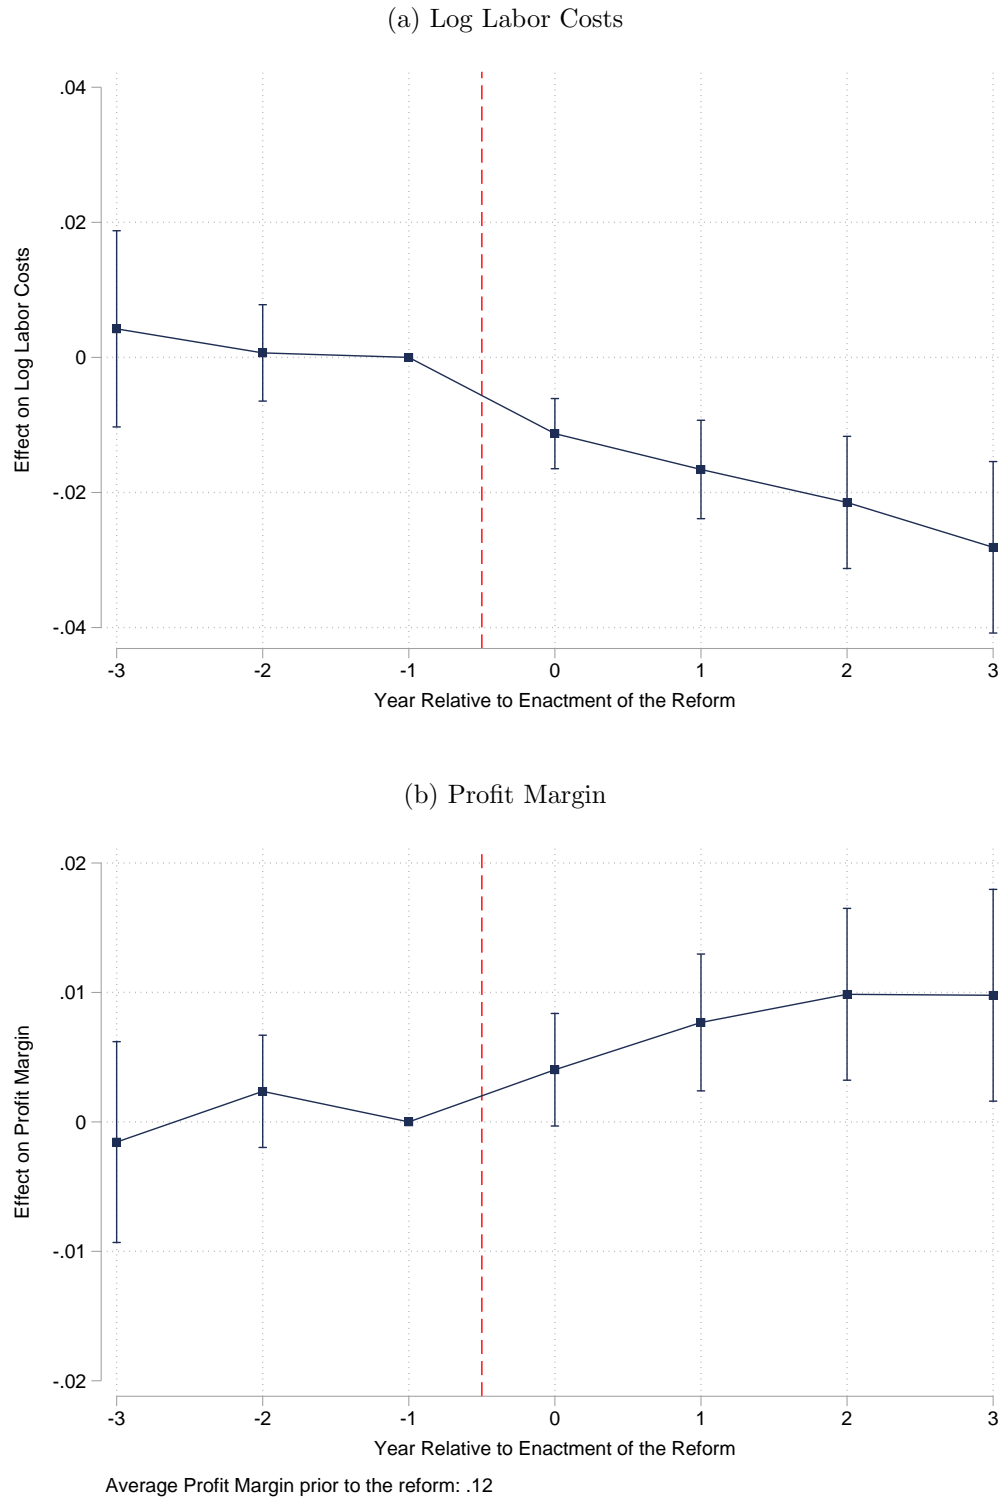 (a) Log Labor Costs
.04
.02
0
-.02
-.04
Effect on Log Labor Costs
-3 -2 -1 0 1 2 3
Year Relative to Enactment of the Reform
(b) Profit Margin
.02
.01
0
-.01
-.02
Effect on Profit Margin
-3 -2 -1 0 1 2 3
Year Relative to Enactment of the Reform
Average Profit Margin prior to the reform: .12